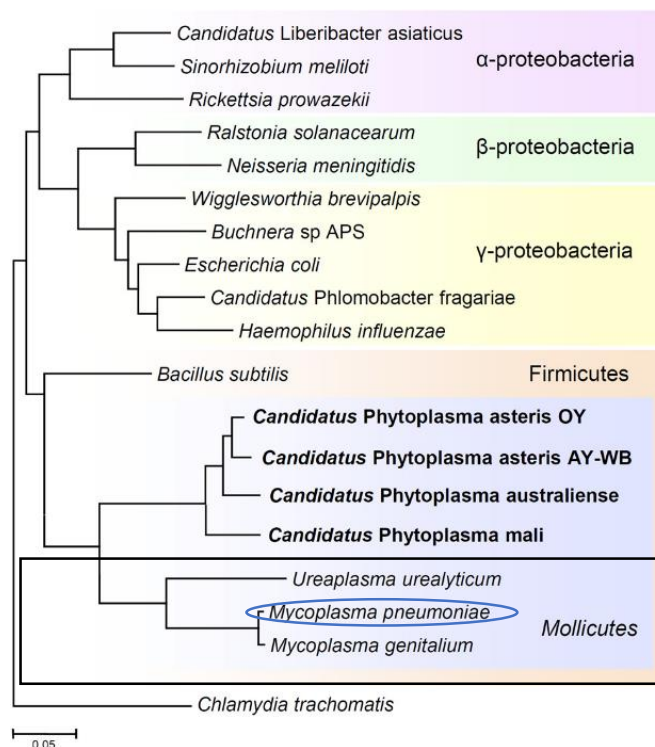 Candidatus Liberibacter asiaticus
Sinorhizobium meliloti
α-proteobacteria
Rickettsia prowazekii
Ralstonia solanacearum
β-proteobacteria
Neisseria meningitidis
Wigglesworthia brevipalpis
Buchnera sp APS
γ-proteobacteria
Escherichia coli
Candidatus Phlomobacter fragariae
Haemophilus influenzae
Bacillus subtilis
Firmicutes
Candidatus Phytoplasma asteris OY
Candidatus Phytoplasma asteris AY-WB
Candidatus Phytoplasma australiense
Candidatus Phytoplasma mali
Ureaplasma urealyticum
Mycoplasma pneumoniae
Mollicutes
Mycoplasma genitalium
Chlamydia trachomatis
0.05